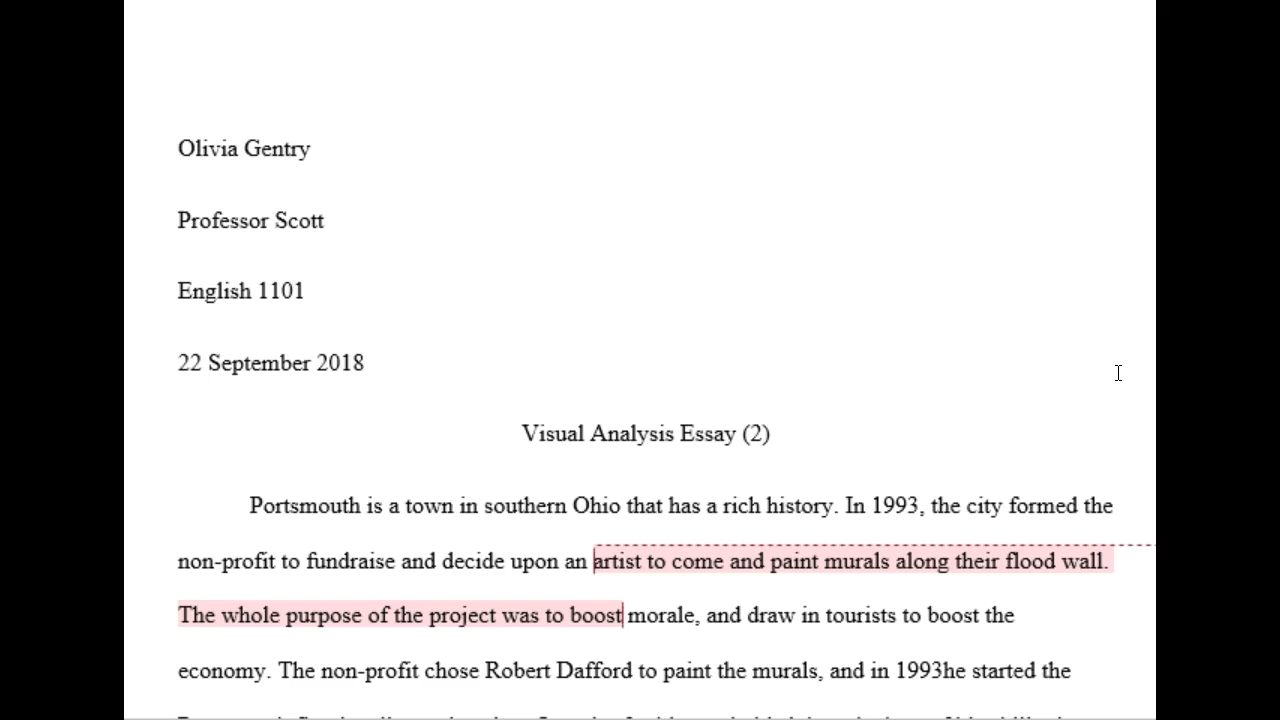 Olivia Gentry
Professor Scott
English 1101
22 September 2018
Visual Analysis Essay (2)
Portsmouth is a town in southern Ohio that has a rich history. In 1993, the city formed the
non-profit to fundraise and decide upon an artist to come and paint murals along their flood wall.
The whole purpose of the project was to boost morale, and draw in tourists to boost the
economy. The non-profit chose Robert Dafford to paint the murals, and in 1993he started the